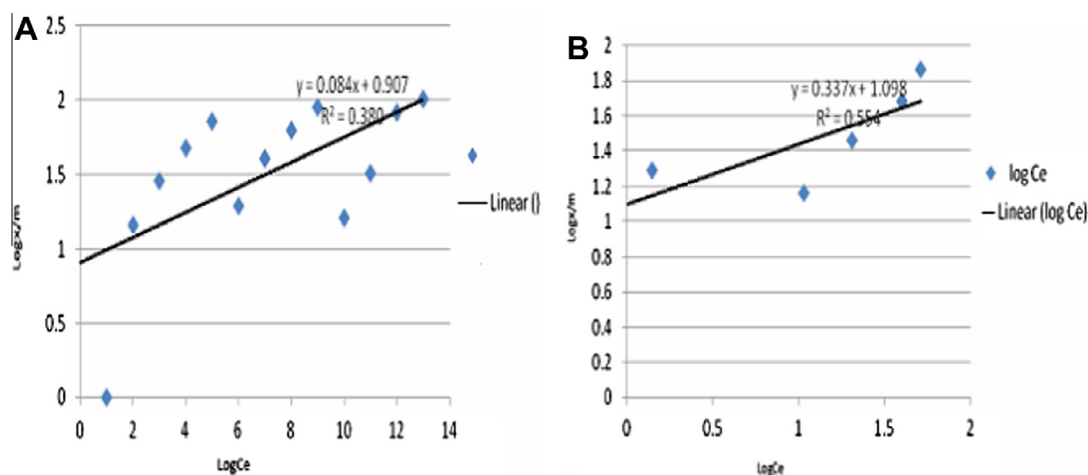 A
2.5
2
1.5
1
0.5
0
0
2
4
6
8
10
12
14
y = 0.084x + 0.907
R² = 0.380
Linear ()
Logx/m
LogCe
B
2
1.8
1.6
1.4
1.2
1
0.8
0.6
0.4
0.2
0
0
0.5
1
1.5
2
y = 0.337x + 1.098
R² = 0.554
log Ce
Linear (log Ce)
Logx/m
LogCe